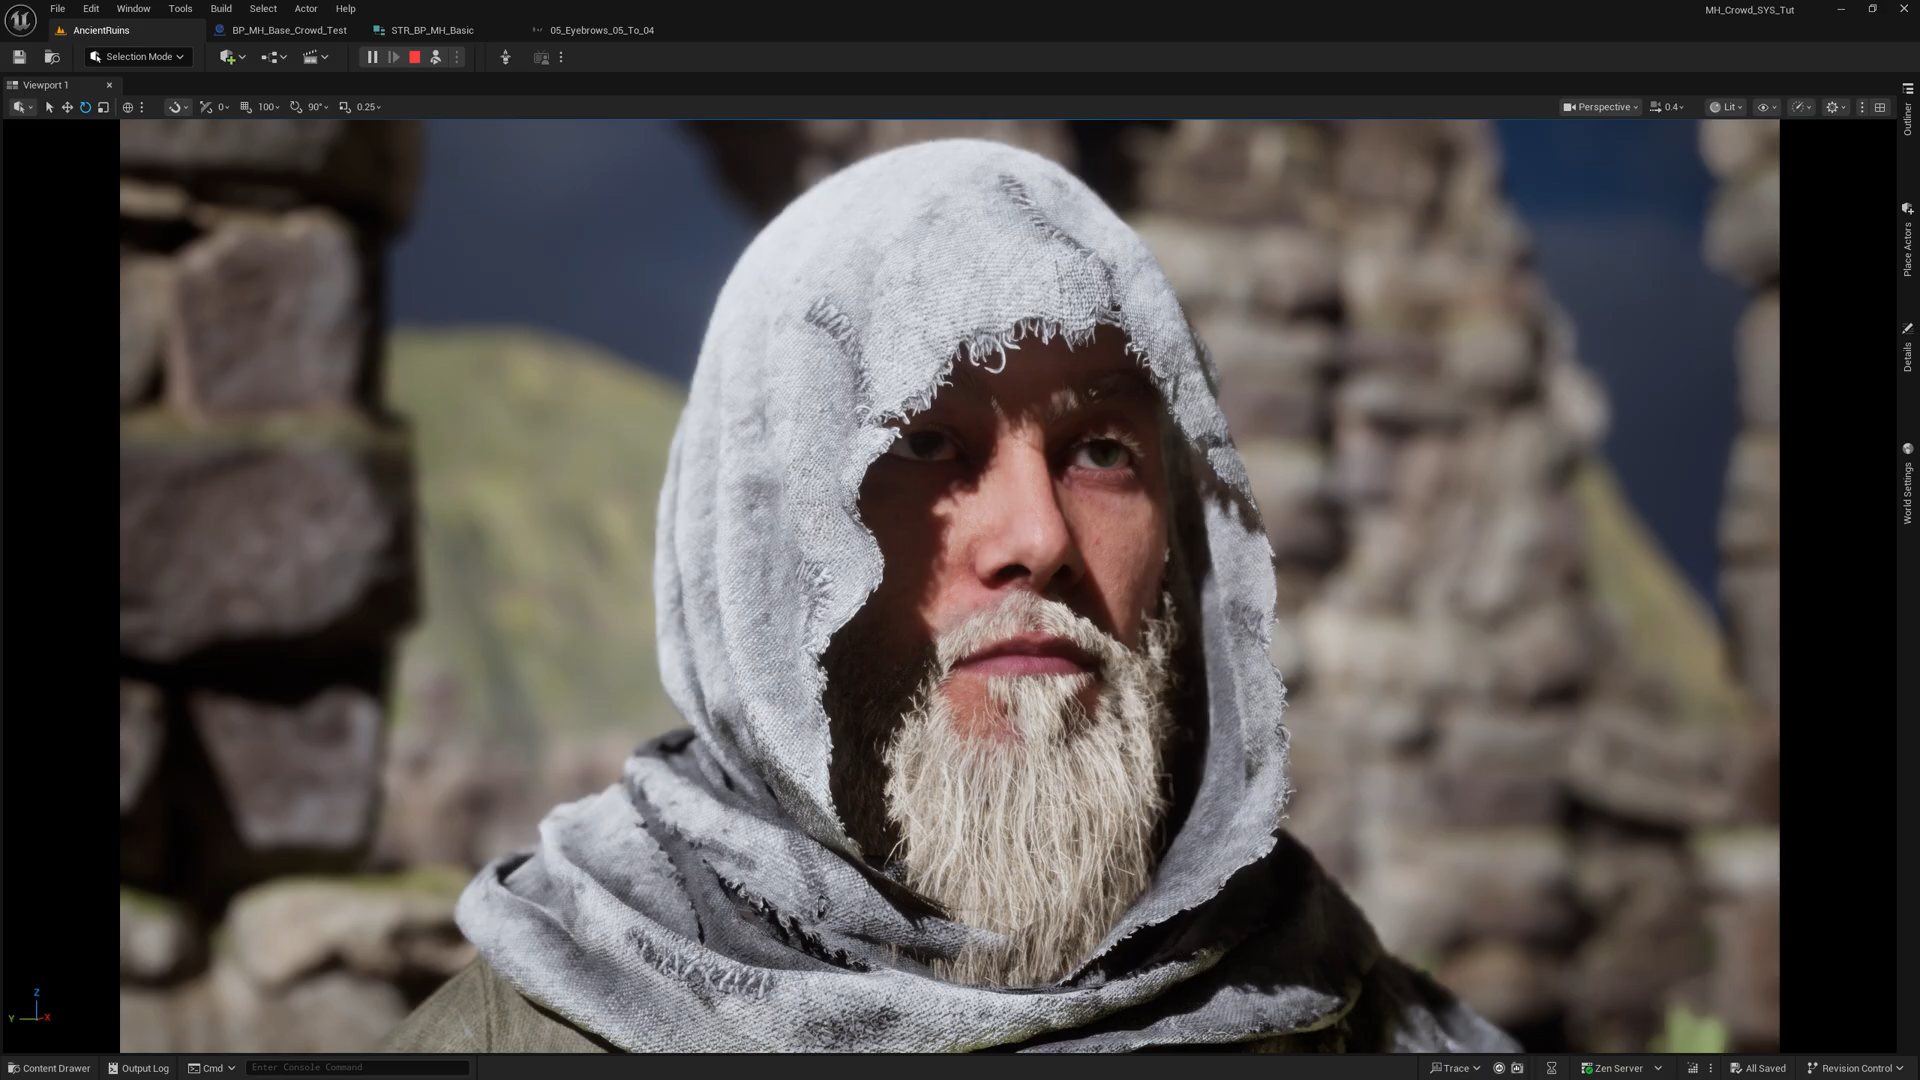 File Edit Window Tools Build Select Actor Help
MH_Crowd_SYS_Tut
AncientRuins
BP_MH_Base_Crowd_Test
STR_BP_MH_Basic
05_Eyebrows_05_To_04
Selection Mode
Viewport 1
0 100 90° 0.25
Perspective 0.4 Lit
Outliner
Place Actors
Details
World Settings
Z
Y X
Content Drawer Output Log Cmd Enter Console Command
Trace Zen Server All Saved Revision Control